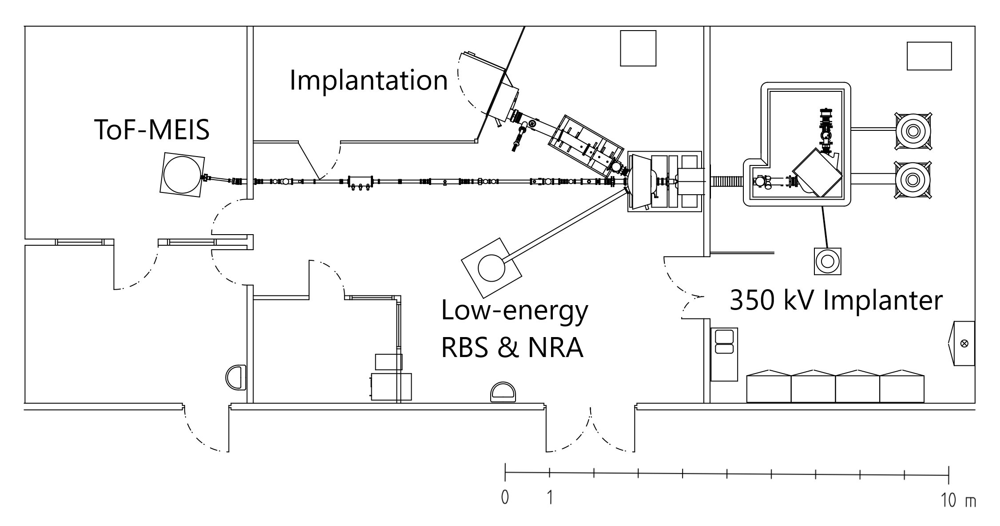 Implantation
ToF-MEIS
350 kV Implanter
Low-energy
RBS & NRA
0 1 10 m